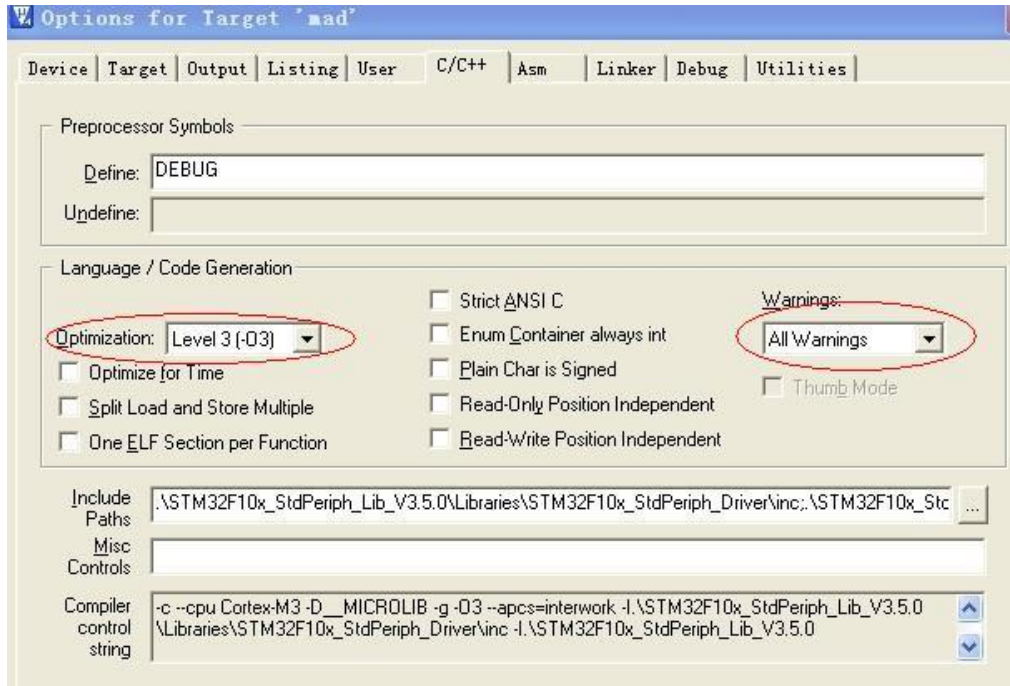 Options for Target 'mad'
Device Target Output Listing User C/C++ Asm Linker Debug Utilities
Preprocessor Symbols
Define: DEBUG
Undefine:
Language / Code Generation
Optimization: Level 3 (-O3)
Optimize for Time
Split Load and Store Multiple
One ELF Section per Function
Strict ANSI C
Enum Container always int
Plain Char is Signed
Read-Only Position Independent
Read-Write Position Independent
Warnings:
All Warnings
Thumb Mode
Include Paths
.\STM32F10x_StdPeriph_Lib_V3.5.0\Libraries\STM32F10x_StdPeriph_Driver\inc;.\STM32F10x_Stc
...
Misc Controls
Compiler control string
-c --cpu Cortex-M3 -D__MICROLIB -g -O3 --apcs=interwork -I.\STM32F10x_StdPeriph_Lib_V3.5.0
\Libraries\STM32F10x_StdPeriph_Driver\inc -I.\STM32F10x_StdPeriph_Lib_V3.5.0